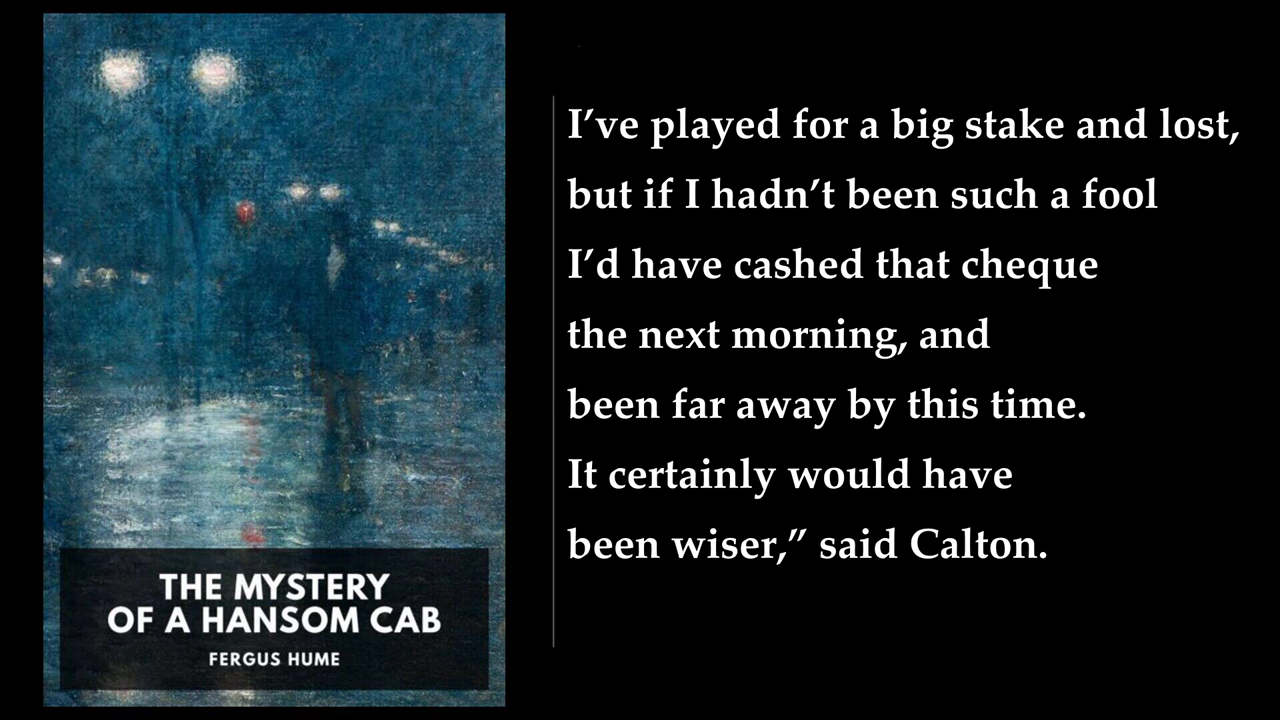 THE MYSTERY
OF A HANSOM CAB
FERGUS HUME
I’ve played for a big stake and lost,
but if I hadn’t been such a fool
I’d have cashed that cheque
the next morning, and
been far away by this time.
It certainly would have
been wiser,” said Calton.